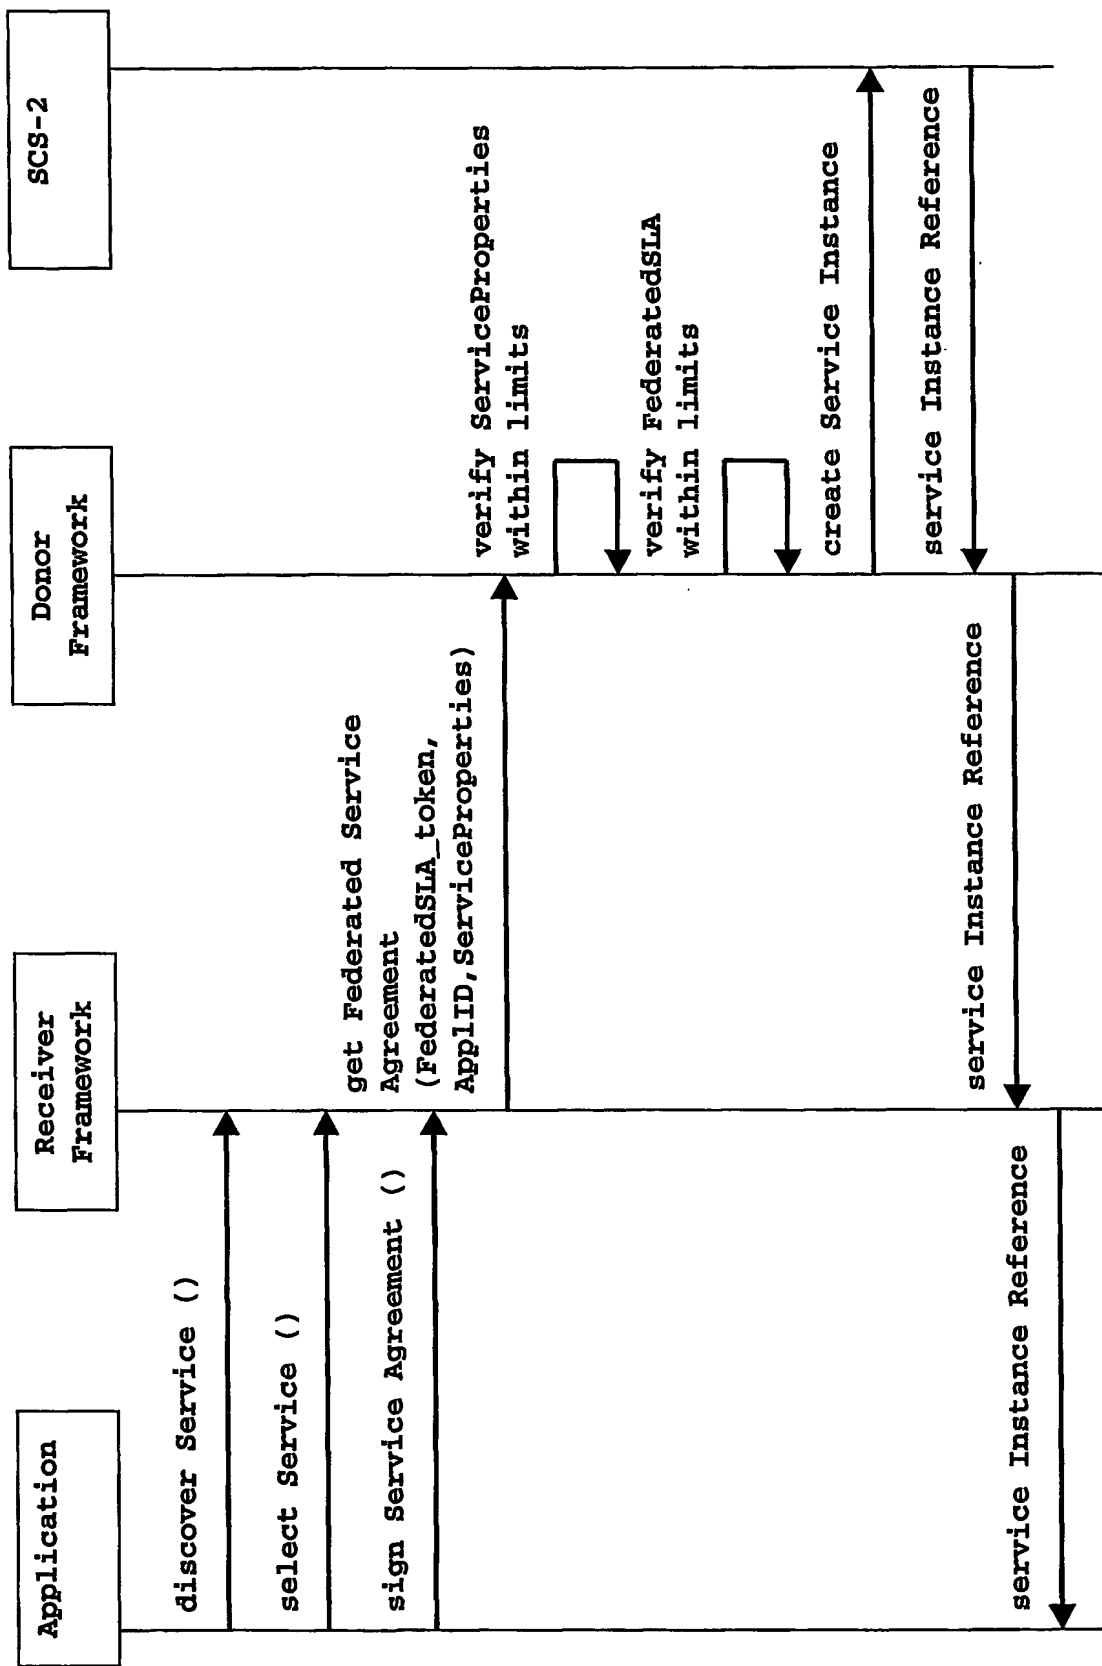 Application
Receiver
Framework
Donor
Framework
SCS-2
discover Service ()
select Service ()
sign Service Agreement ()
get Federated Service
Agreement
(FederatedSLA_token,
ApplID,ServiceProperties)
verify ServiceProperties
within limits
verify FederatedSLA
within limits
create Service Instance
service Instance Reference
service Instance Reference
service Instance Reference